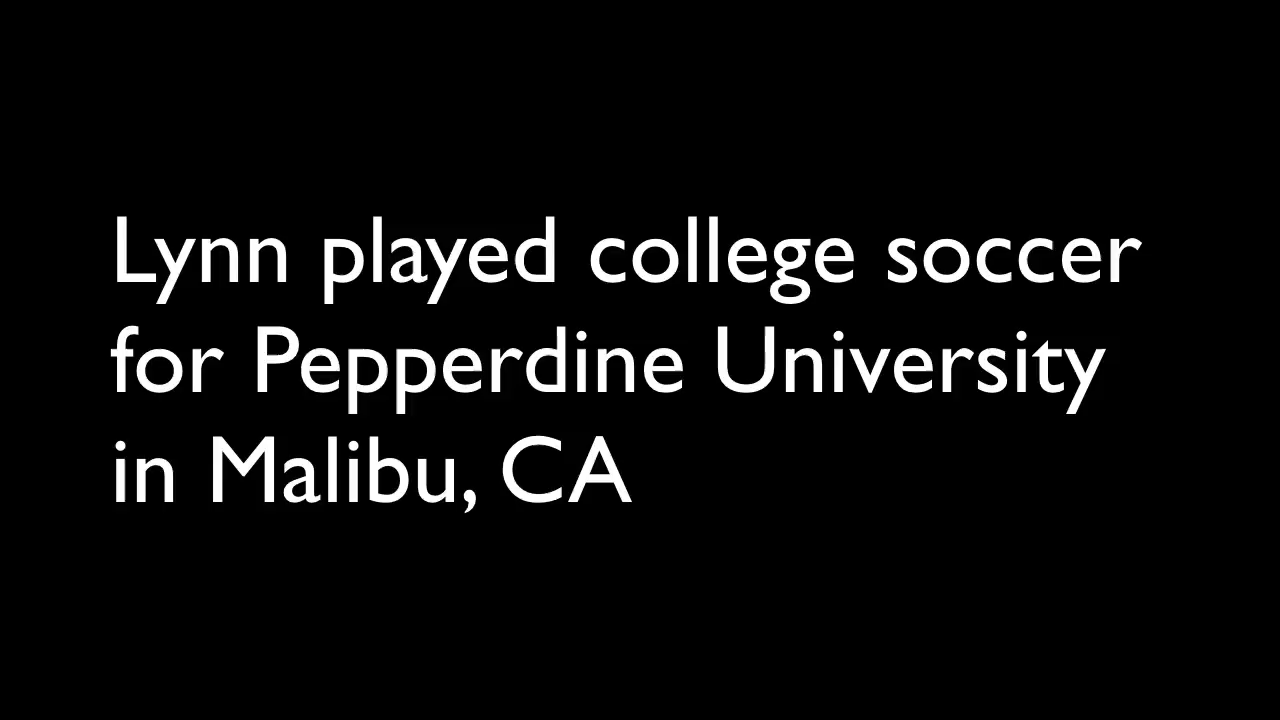 Lynn played college soccer
for Pepperdine University
in Malibu, CA